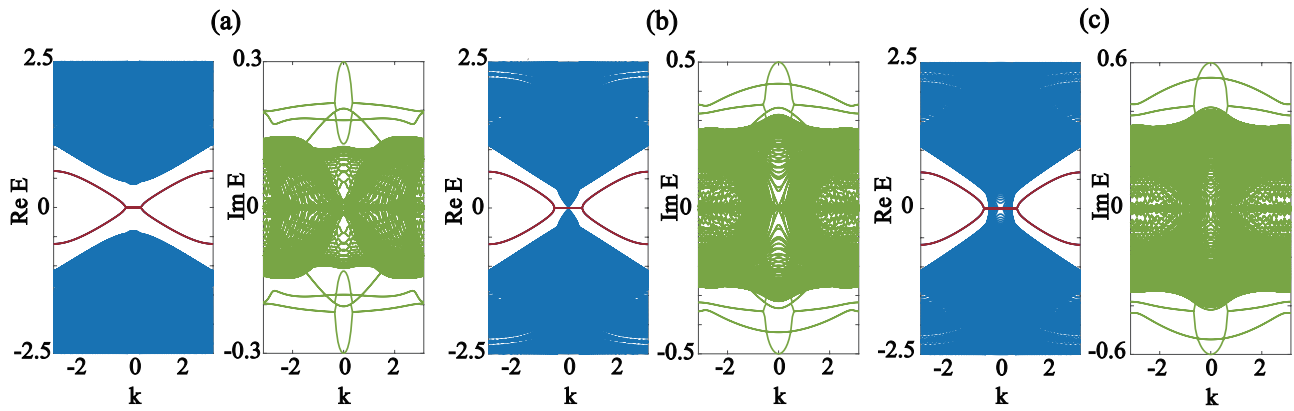 (a) (b) (c)
2.5 0.3 2.5 0.5 2.5 0.6
Re E Im E Re E Im E Re E Im E
0 0 0 0 0 0
-2.5 -0.3 -2.5 -0.5 -2.5 -0.6
-2 0 2 -2 0 2 -2 0 2 -2 0 2 -2 0 2 -2 0 2
k k k k k k